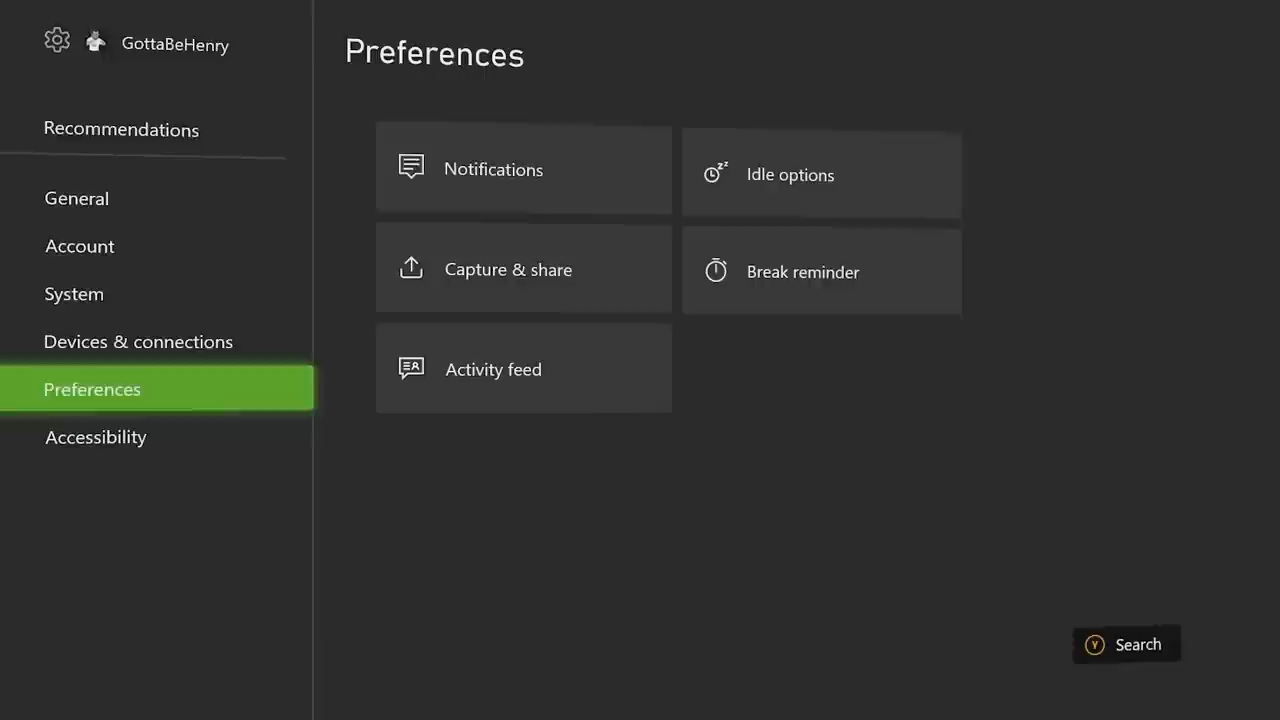 GottaBeHenry
Recommendations
General
Account
System
Devices & connections
Preferences
Accessibility
Preferences
Notifications
Idle options
Capture & share
Break reminder
Activity feed
Y Search